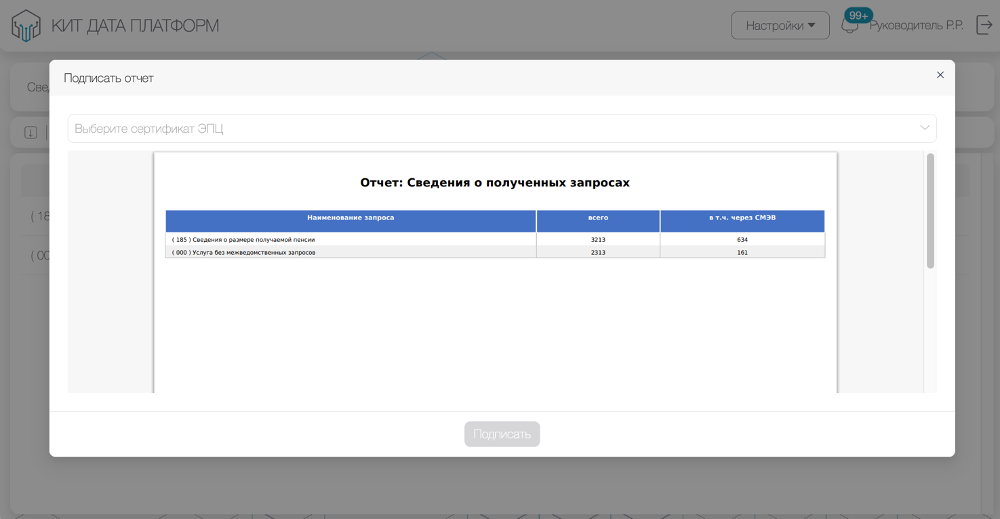 КИТ ДАТА ПЛАТФОРМ
Настройки
99+
Руководитель Р.Р.
Подписать отчет
Све
Выберите сертификат ЭПЦ
Отчет: Сведения о полученных запросах
Наименование запроса всего в т.ч. через СМЭВ
( 18
( 185 ) Сведения о размере получаемой пенсии 3213 634
( 000 ) Услуга без межведомственных запросов 2313 161
( 00
Подписать